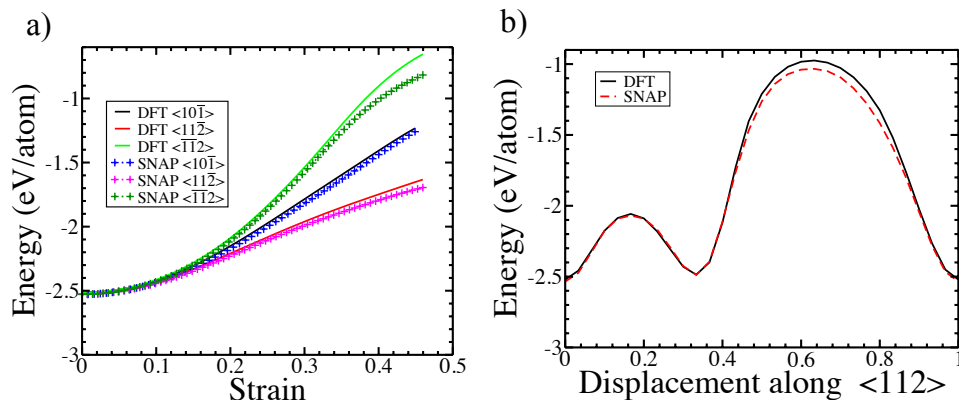 a)
Energy (eV/atom)
-1
-1.5
-2
-2.5
-3
DFT <101̅>
DFT <112̅>
DFT <1̅1̅2>
SNAP <101̅>
SNAP <112̅>
SNAP <1̅1̅2>
0 0.1 0.2 0.3 0.4 0.5
Strain
b)
Energy (eV/atom)
-1
-1.5
-2
-2.5
-3
DFT
SNAP
0 0.2 0.4 0.6 0.8 1
Displacement along <112>